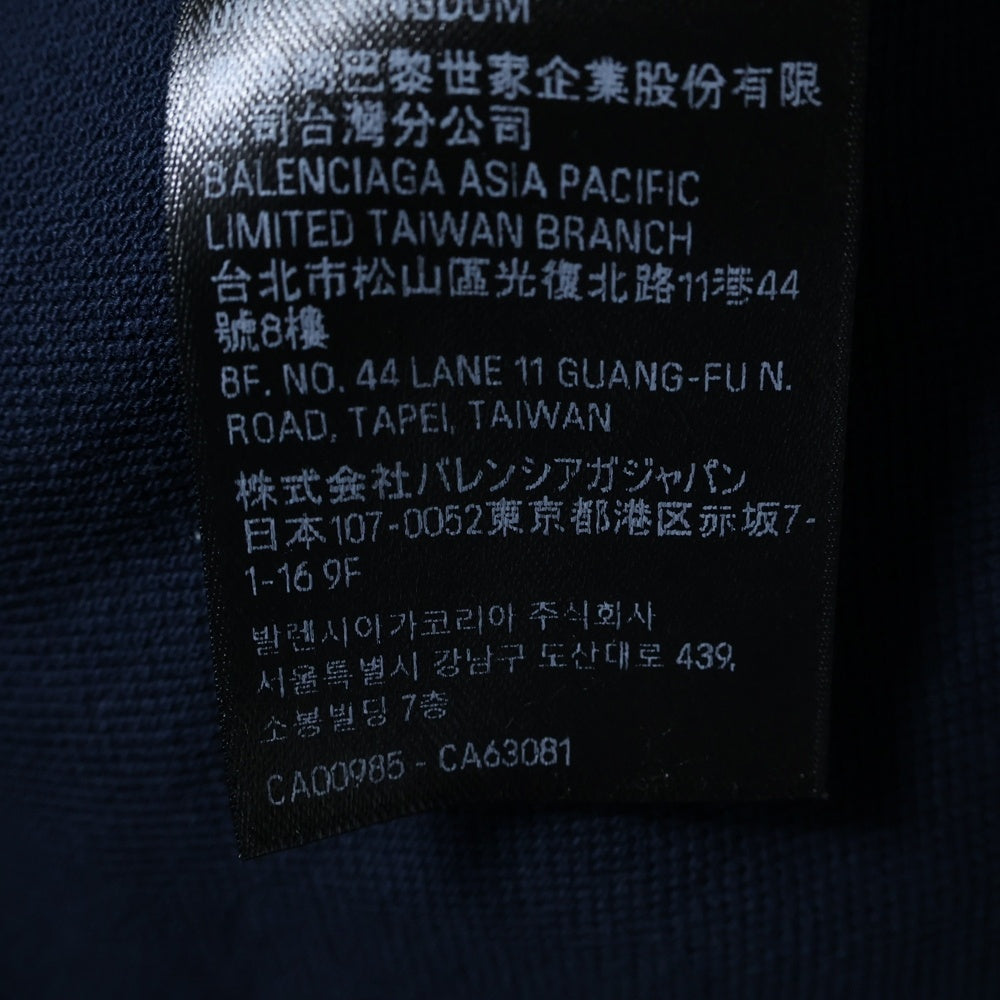 KINGDOM
巴黎世家企業股份有限
司台灣分公司
BALENCIAGA ASIA PACIFIC
LIMITED TAIWAN BRANCH
台北市松山區光復北路11港44
號8樓
8F. NO. 44 LANE 11 GUANG-FU N.
ROAD, TAPEI, TAIWAN
株式会社バレンシアガジャパン
日本107-0052東京都港区赤坂7-
1-16 9F
발렌시아가코리아 주식회사
서울특별시 강남구 도산대로 439,
소봉빌딩 7층
CA00985 - CA63081